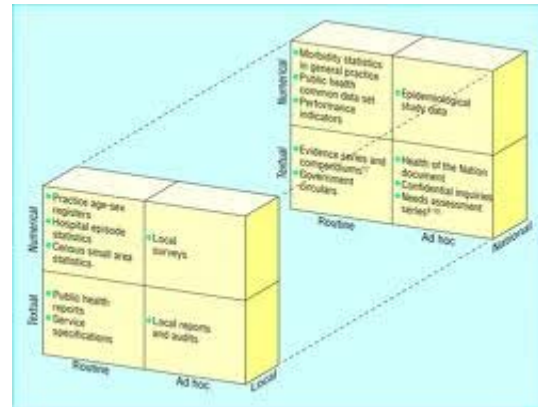 Numerical
Morbidity statistics
in general practice
Public health
common data set
Performance
indicators
Epidemiological
study data
Textual
Evidence series and
Government
circulars
Health of the Nation
document
Confidential inquiries
Needs assessment
series
Routine
Ad hoc
National
Numerical
Practice age-sex
registers
Hospital episode
statistics
Census small area
statistics
Local
surveys
Textual
Public health
reports
Service
specifications
Local reports
and audits
Routine
Ad hoc
Local